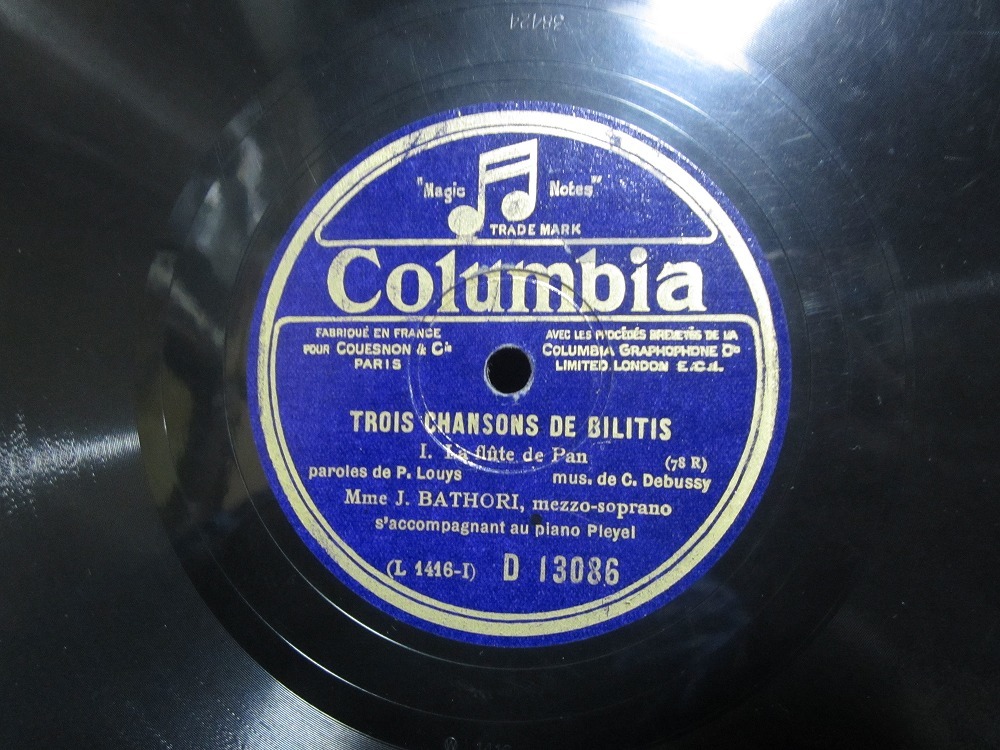 38424
"Magic Notes"
TRADE MARK
Columbia
FABRIQUÉ EN FRANCE
POUR COUESNON & Cie
PARIS
AVEC LES PROCÉDÉS BREVETÉS DE LA
COLUMBIA GRAPHOPHONE Co
LIMITED. LONDON E.C.1.
TROIS CHANSONS DE BILITIS
I. La flûte de Pan
(78 R)
paroles de P. Louys mus. de C. Debussy
Mme J. BATHORI, mezzo-soprano
s'accompagnant au piano Pleyel
(L 1416-I) D 13086